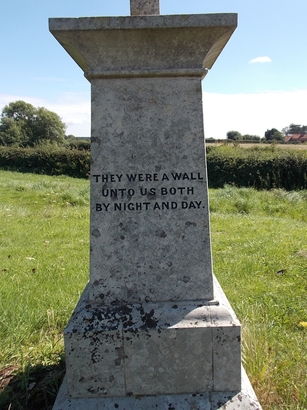 THEY WERE A WALL
UNTO US BOTH
BY NIGHT AND DAY.